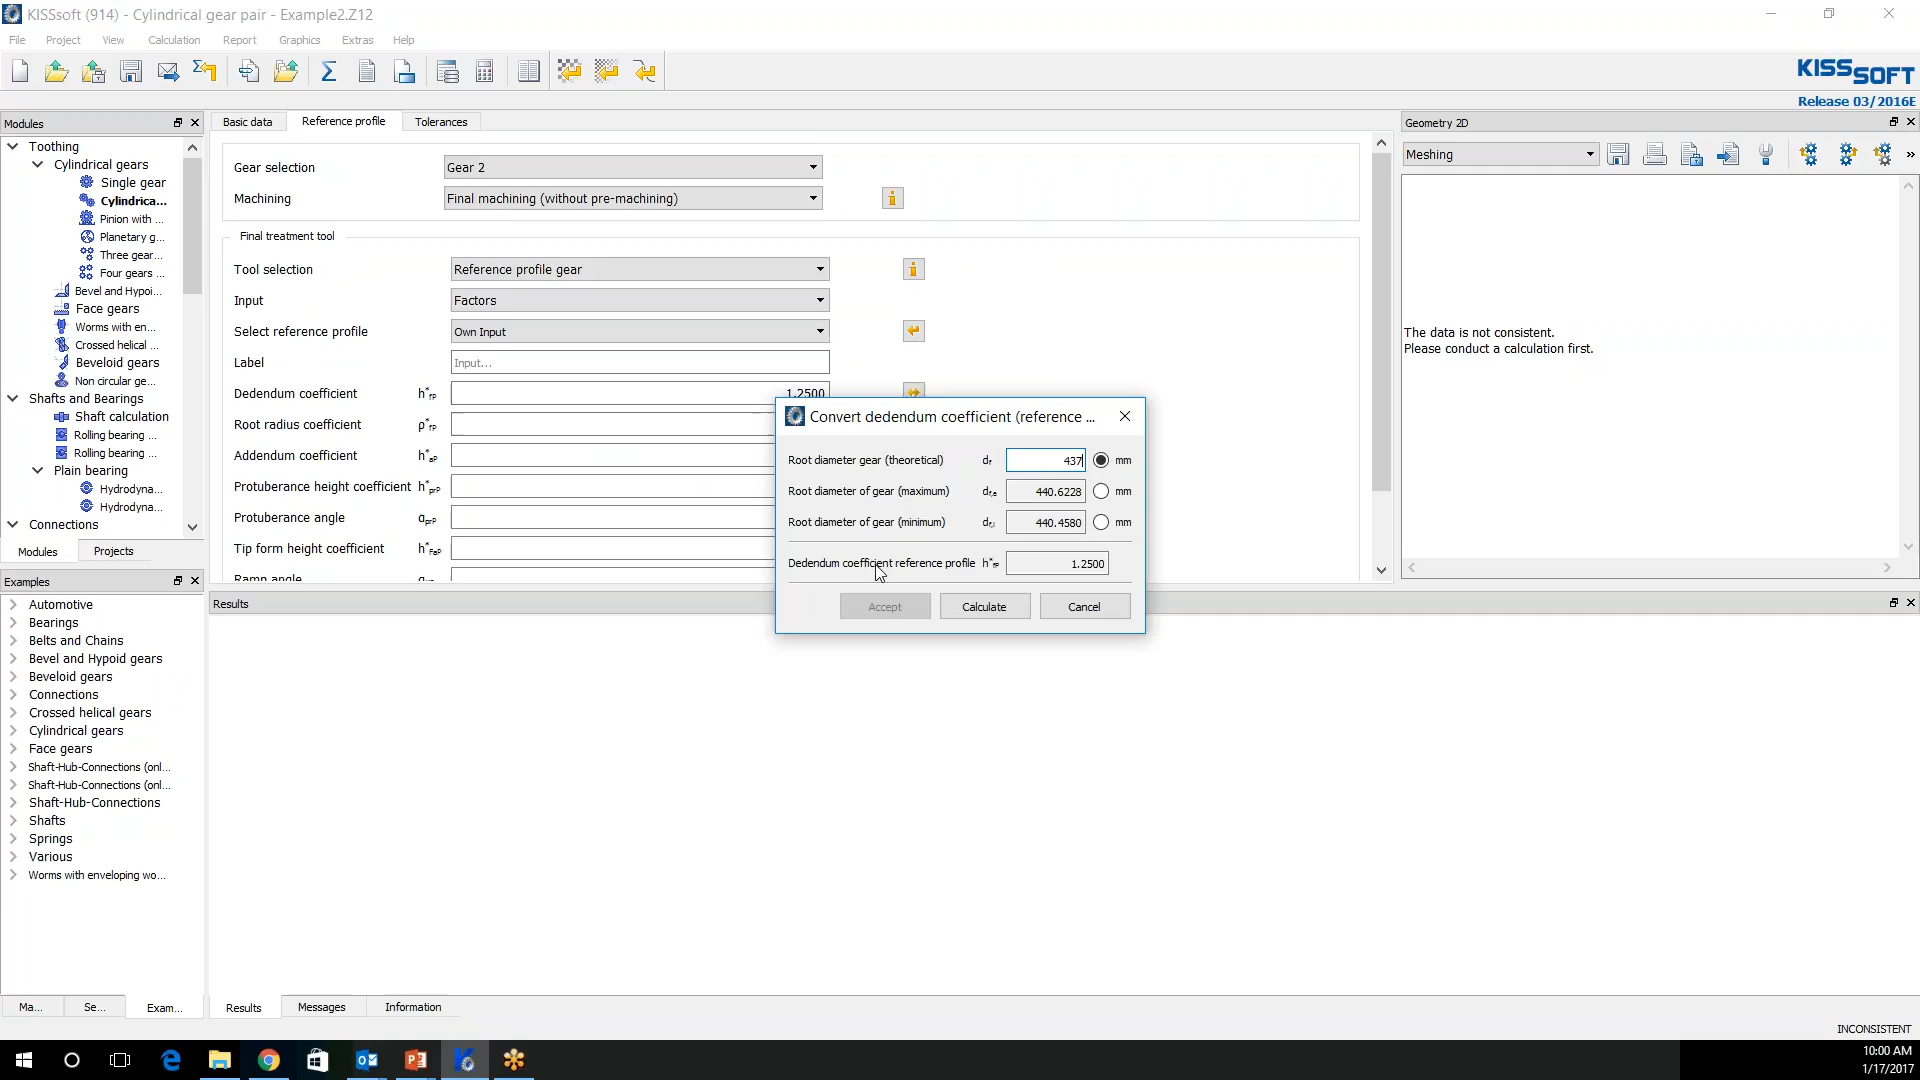 KISSsoft (914) - Cylindrical gear pair - Example2.Z12
File Project View Calculation Report Graphics Extras Help
KISSSOFT
Release 03/2016E
Modules
Toothing
Cylindrical gears
Single gear
Cylindrica...
Pinion with ...
Planetary g...
Three gear...
Four gears ...
Bevel and Hypoi...
Face gears
Worms with en...
Crossed helical ...
Beveloid gears
Non circular ge...
Shafts and Bearings
Shaft calculation
Rolling bearing ...
Rolling bearing ...
Plain bearing
Hydrodyna...
Hydrodyna...
Connections
Modules Projects
Examples
Automotive
Bearings
Belts and Chains
Bevel and Hypoid gears
Beveloid gears
Connections
Crossed helical gears
Cylindrical gears
Face gears
Shaft-Hub-Connections (onl...
Shaft-Hub-Connections (onl...
Shaft-Hub-Connections
Shafts
Springs
Various
Worms with enveloping wo...
Ma... Se... Exam...
Basic data Reference profile Tolerances
Gear selection Gear 2
Machining Final machining (without pre-machining)
Final treatment tool
Tool selection Reference profile gear
Input Factors
Select reference profile Own Input
Label Input...
Dedendum coefficient h*fP 1.2500
Root radius coefficient ρ*fP
Addendum coefficient h*aP
Protuberance height coefficient h*prP
Protuberance angle αprP
Tip form height coefficient h*FaP
Ramp angle
Convert dedendum coefficient (reference ...
Root diameter gear (theoretical) df 437 mm
Root diameter of gear (maximum) df.e 440.6228 mm
Root diameter of gear (minimum) df.i 440.4580 mm
Dedendum coefficient reference profile h*fP 1.2500
Accept Calculate Cancel
Geometry 2D
Meshing
»
The data is not consistent.
Please conduct a calculation first.
Results
Results Messages Information
INCONSISTENT
10:00 AM
1/17/2017